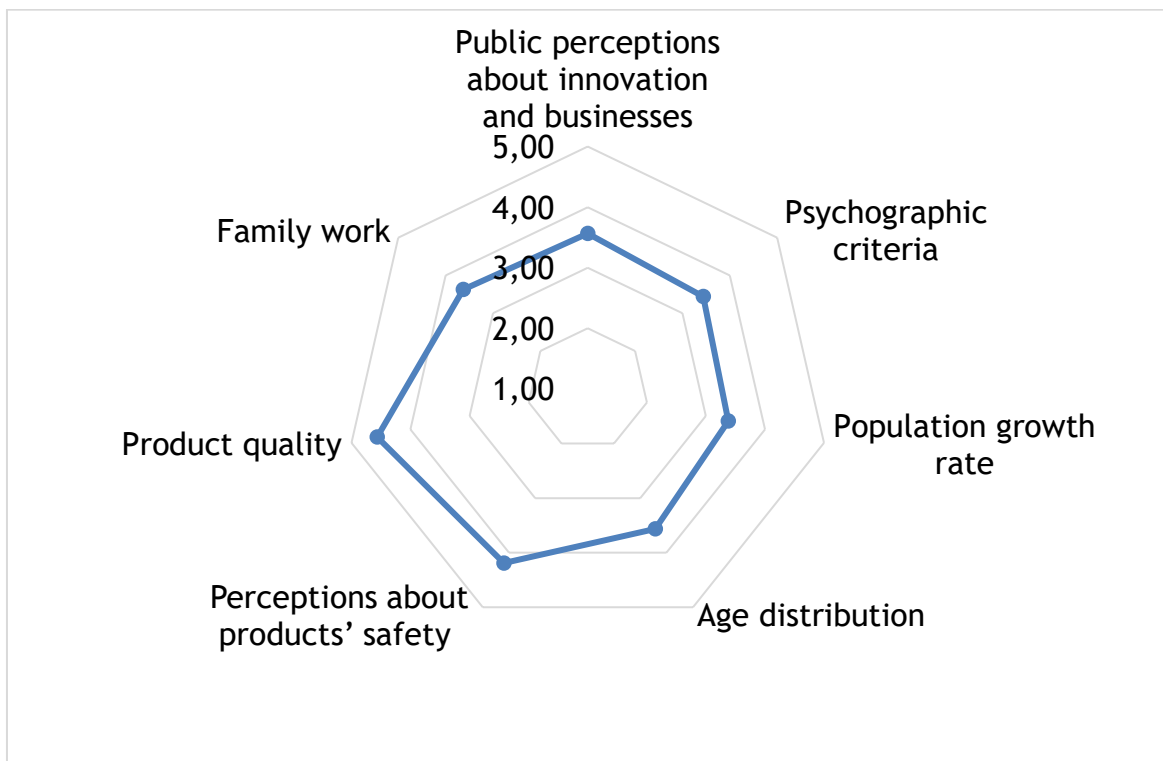 Public perceptions
about innovation
and businesses
5,00
4,00
3,00
2,00
1,00
Psychographic
criteria
Population growth
rate
Age distribution
Perceptions about
products’ safety
Product quality
Family work